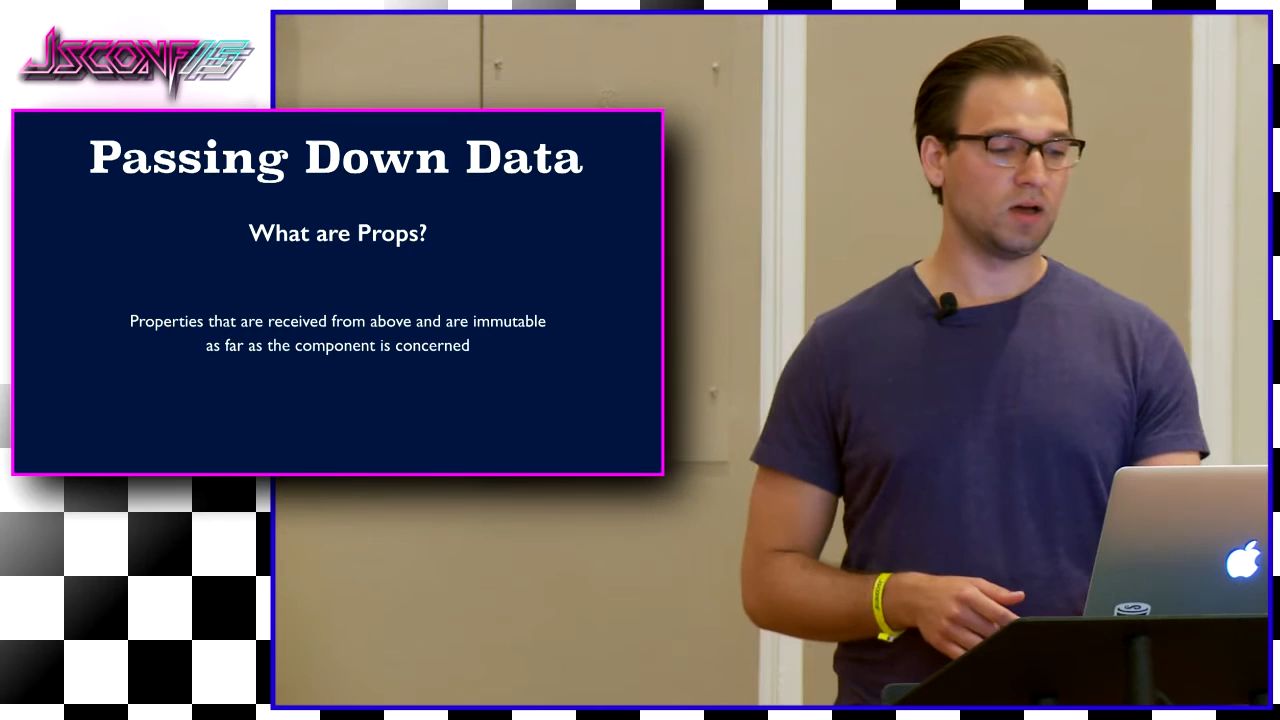 JSCONF15
Passing Down Data
What are Props?
Properties that are received from above and are immutable
as far as the component is concerned